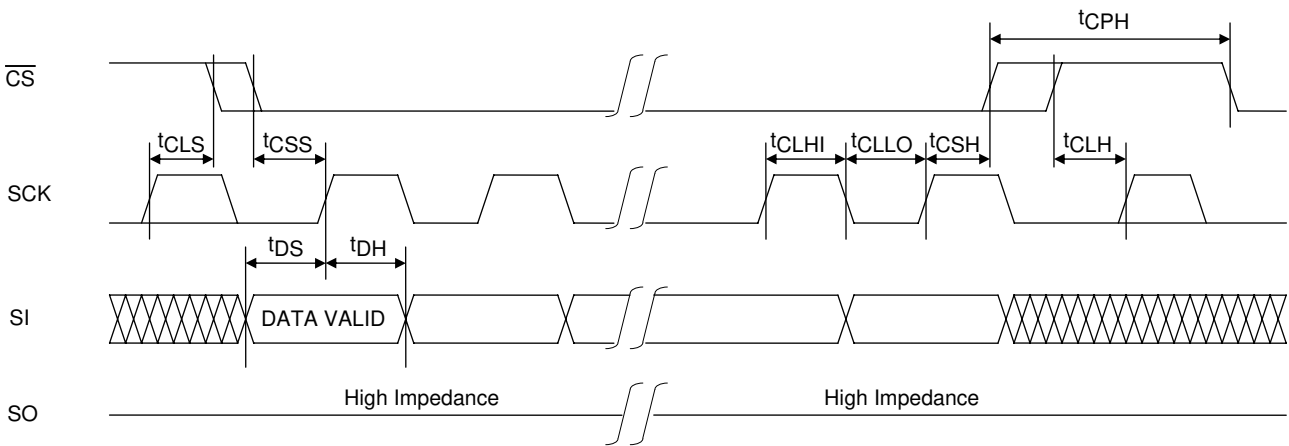 tCPH
CS
tCLS tCSS tCLHI tCLLO tCSH tCLH
SCK
tDS tDH
SI DATA VALID
High Impedance High Impedance
SO